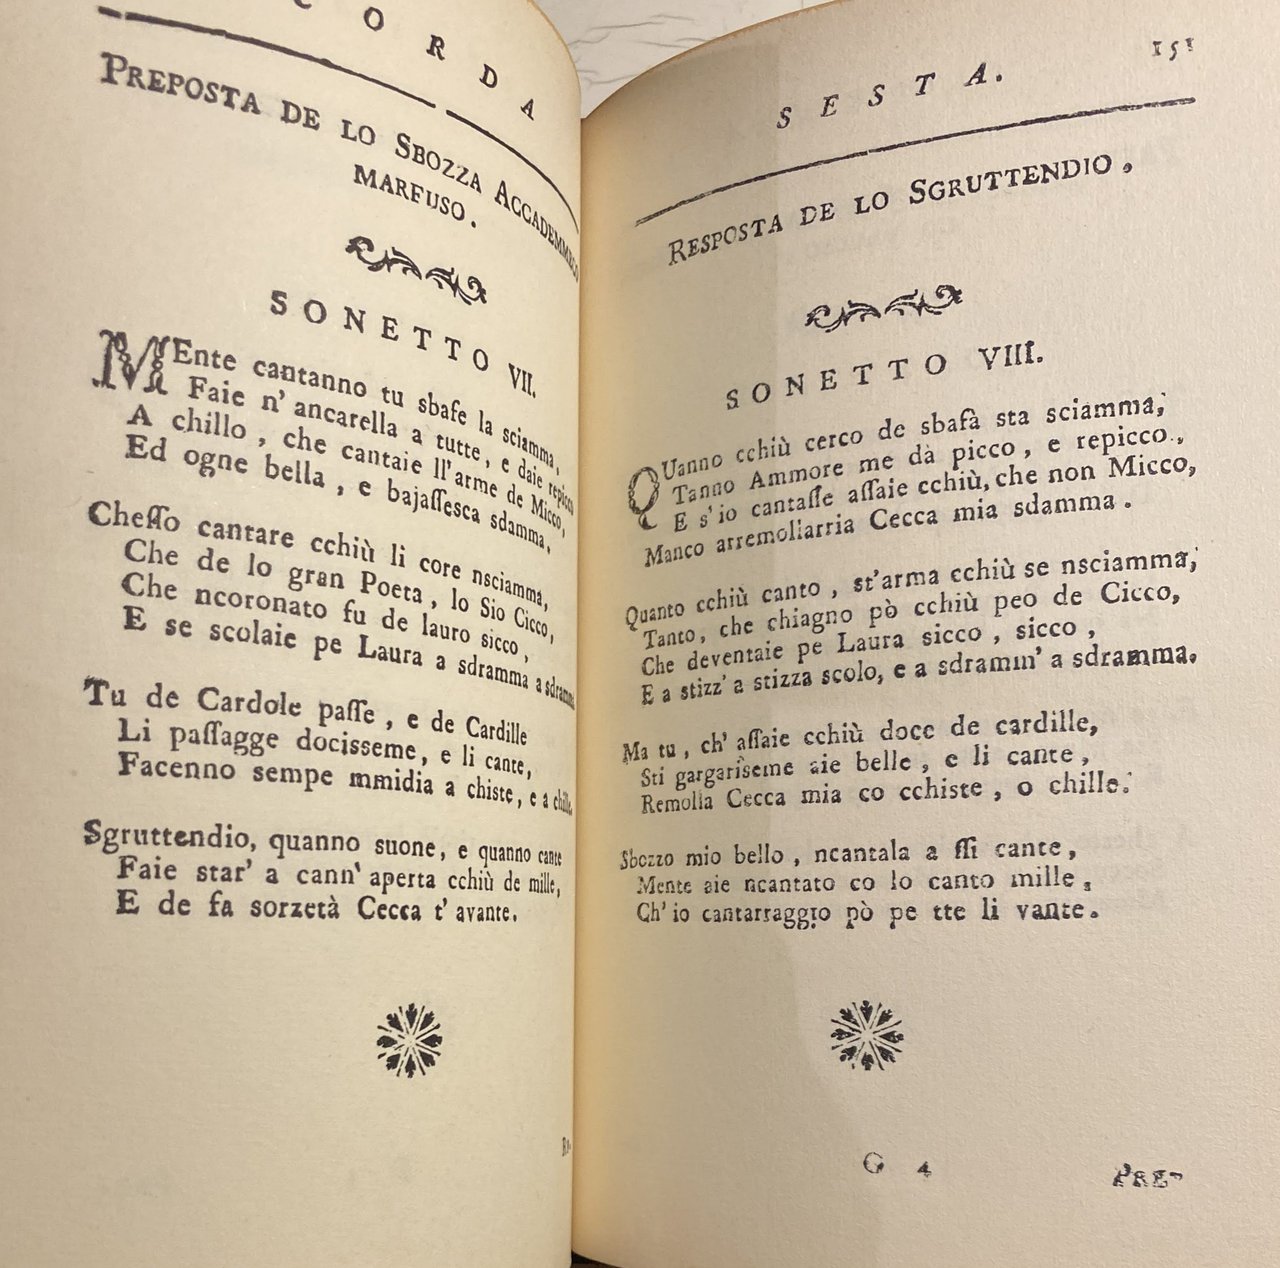 CORDA
PREPOSTA DE LO SBOZZA ACCADEMMECO
MARFUSO.
SONETTO VII.
MEnte cantanno tu sbafe la sciamma,
Faie n' ancarella a tutte, e daie repicco
A chillo, che cantaie ll'arme de Micco,
Ed ogne bella, e bajaſſesca sdamma.
Cheſſo cantare cchiù li core nsciamma,
Che de lo gran Poeta, lo Sio Cicco,
Che ncoronato fu de lauro sicco,
E se scolaie pe Laura a sdramma a sdramma
Tu de Cardole paſſe, e de Cardille
Li paſſagge docisseme, e li cante,
Facenno sempe mmidia a chiste, e a chille.
Sgruttendio, quanno suone, e quanno cante
Faie star' a cann' aperta cchiù de mille,
E de fa sorzetà Cecca t' avante.
SESTA. 151
RESPOSTA DE LO SGRUTTENDIO.
SONETTO VIII.
QUanno cchiù cerco de sbafà sta sciamma,
Tanno Ammore me dà picco, e repicco,
E s' io cantaſſe aſſaie cchiù, che non Micco,
Manco arremollarria Cecca mia sdamma.
Quanto cchiù canto, st'arma cchiù se nsciamma,
Tanto, che chiagno pò cchiù peo de Cicco,
Che deventaie pe Laura sicco, sicco,
E a stizz' a stizza scolo, e a sdramm' a sdramma.
Ma tu, ch' aſſaie cchiù doce de cardille,
Sti gargariseme aie belle, e li cante,
Remolla Cecca mia co cchiste, o chille.
Sbozzo mio bello, ncantala a ſſi cante,
Mente aie ncantato co lo canto mille,
Ch' io cantarraggio pò pe tte li vante.
G 4 PRE-